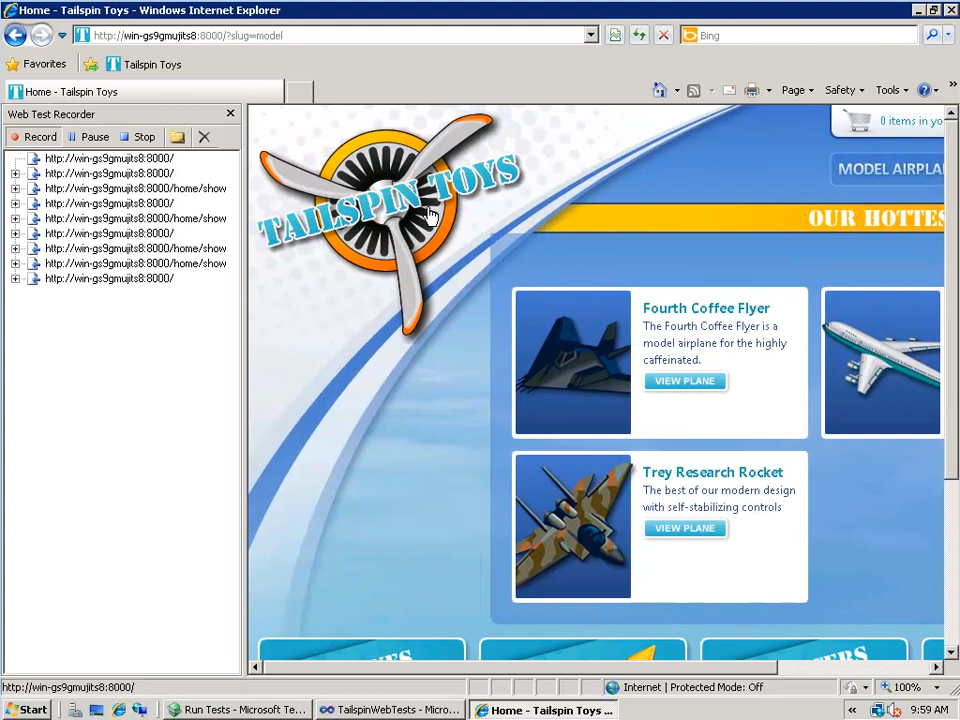 Home - Tailspin Toys - Windows Internet Explorer
http://win-gs9gmujits8:8000/?slug=model
Bing
Favorites
Tailspin Toys
Home - Tailspin Toys
Page
Safety
Tools
Web Test Recorder
Record
Pause
Stop
http://win-gs9gmujits8:8000/
http://win-gs9gmujits8:8000/
http://win-gs9gmujits8:8000/home/show
http://win-gs9gmujits8:8000/
http://win-gs9gmujits8:8000/home/show
http://win-gs9gmujits8:8000/
http://win-gs9gmujits8:8000/home/show
http://win-gs9gmujits8:8000/home/show
http://win-gs9gmujits8:8000/
TAILSPIN TOYS
0 items in yo
MODEL AIRPLA
OUR HOTTES
Fourth Coffee Flyer
The Fourth Coffee Flyer is a
model airplane for the highly
caffeinated.
VIEW PLANE
Trey Research Rocket
The best of our modern design
with self-stabilizing controls
VIEW PLANE
http://win-gs9gmujits8:8000/
Internet | Protected Mode: Off
100%
Start
Run Tests - Microsoft Te...
TailspinWebTests - Micro...
Home - Tailspin Toys ...
9:59 AM